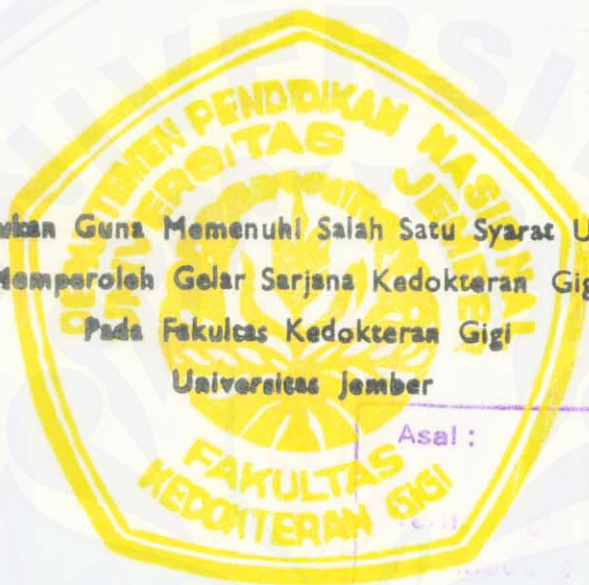 DEPARTEMEN PENDIDIKAN NASIONAL
UNIVERSITAS JEMBER
Guna Memenuhi Salah Satu Syarat
Memperoleh Gelar Sarjana Kedokteran
Pada Fakultas Kedokteran Gigi
Universitas Jember
Asal :
FAKULTAS
KEDOKTERAN GIGI